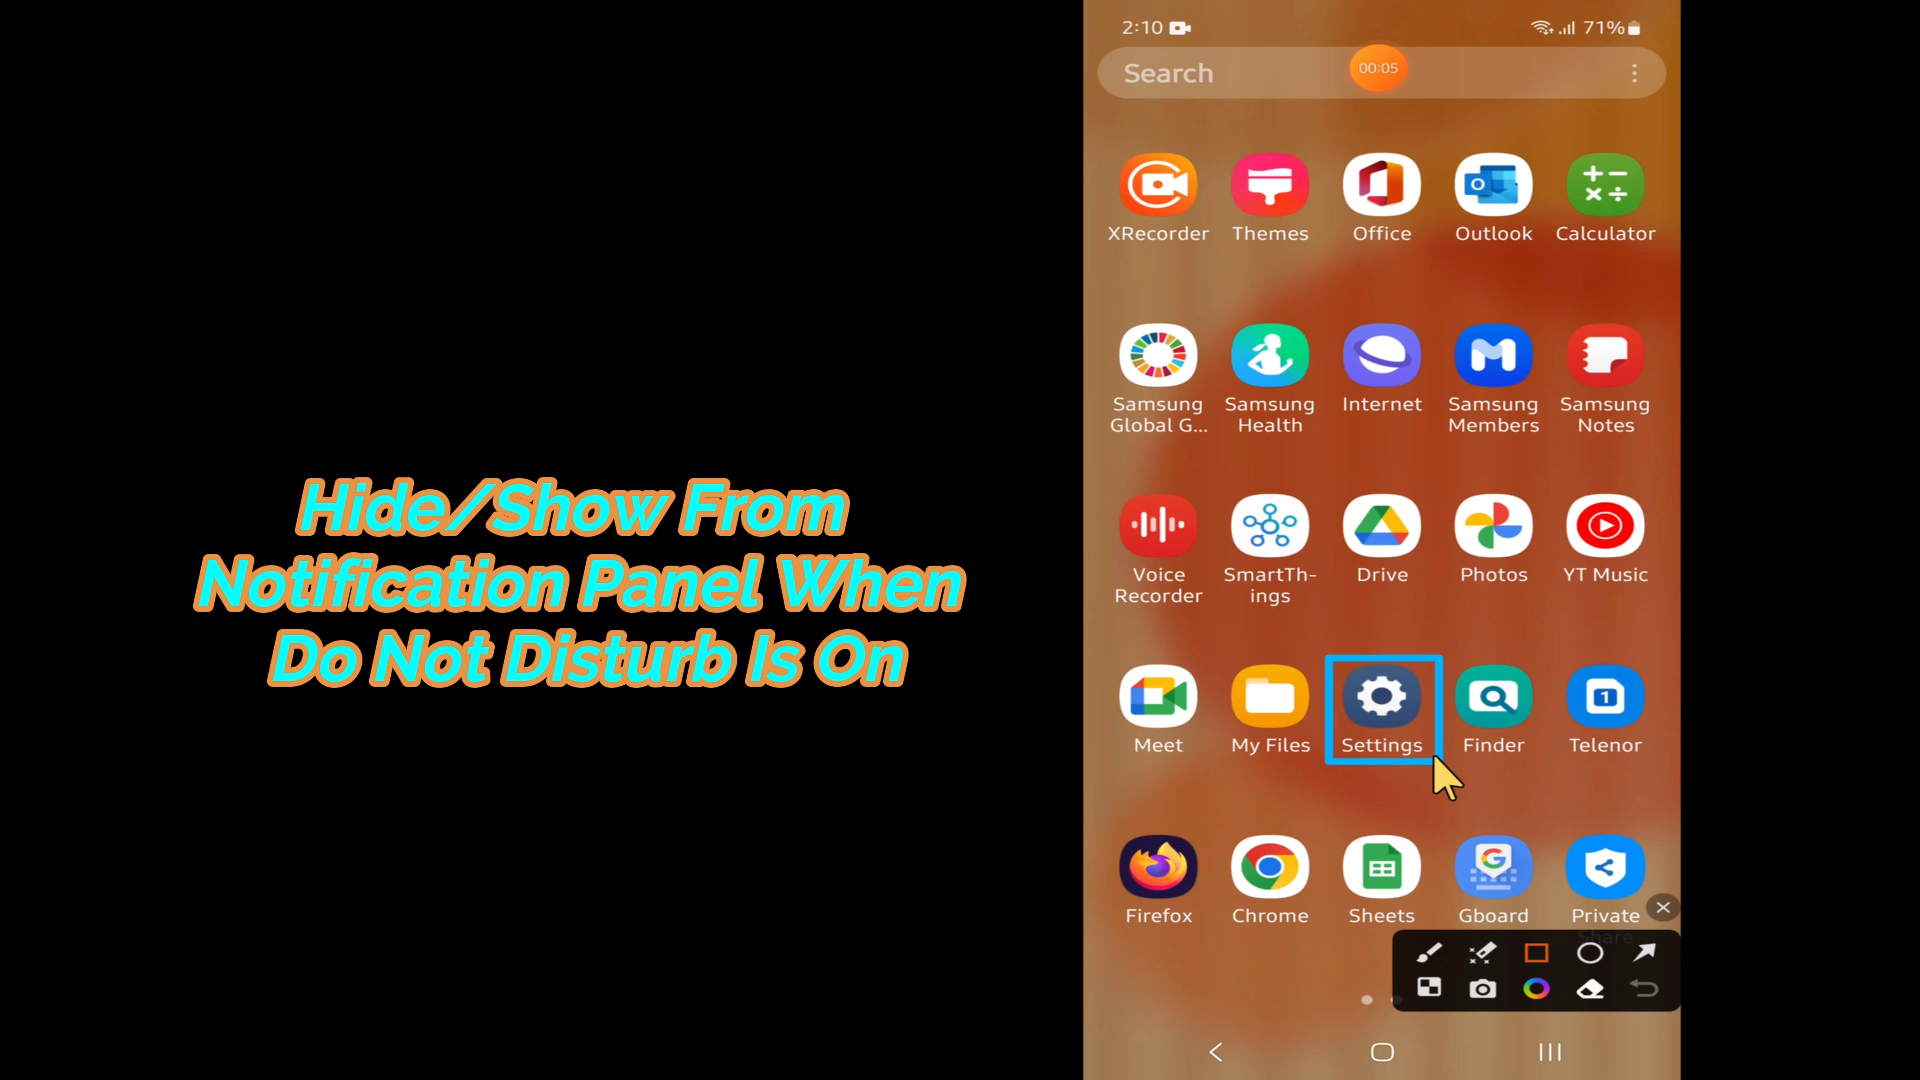 Hide/Show From
Notification Panel When
Do Not Disturb Is On
2:10
71%
Search
00:05
XRecorder
Themes
Office
Outlook
Calculator
Samsung
Global G...
Samsung
Health
Internet
Samsung
Members
Samsung
Notes
Voice
Recorder
SmartTh-
ings
Drive
Photos
YT Music
Meet
My Files
Settings
Finder
1
Telenor
Firefox
Chrome
Sheets
Gboard
Private
Share